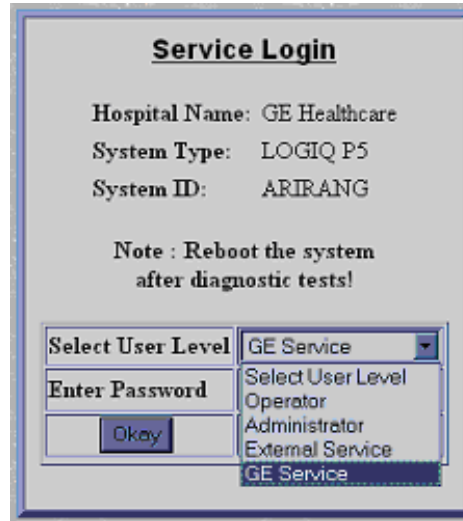 Service Login
Hospital Name: GE Healthcare
System Type: LOGIQ P5
System ID: ARIRANG
Note : Reboot the system
after diagnostic tests!
Select User Level GE Service
Enter Password
Select User Level
Operator
Administrator
External Service
GE Service
Okay